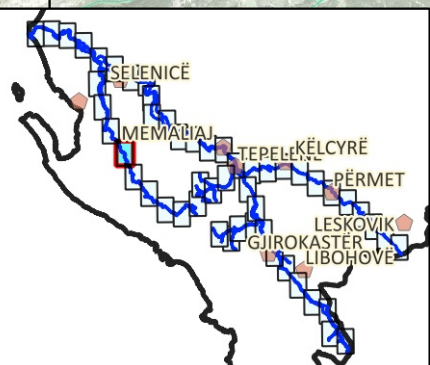 SELENICË
MEMALIAJ
TEPELENË
KËLCYRË
PËRMET
LESKOVIK
GJIROKASTËR
LIBOHOVË